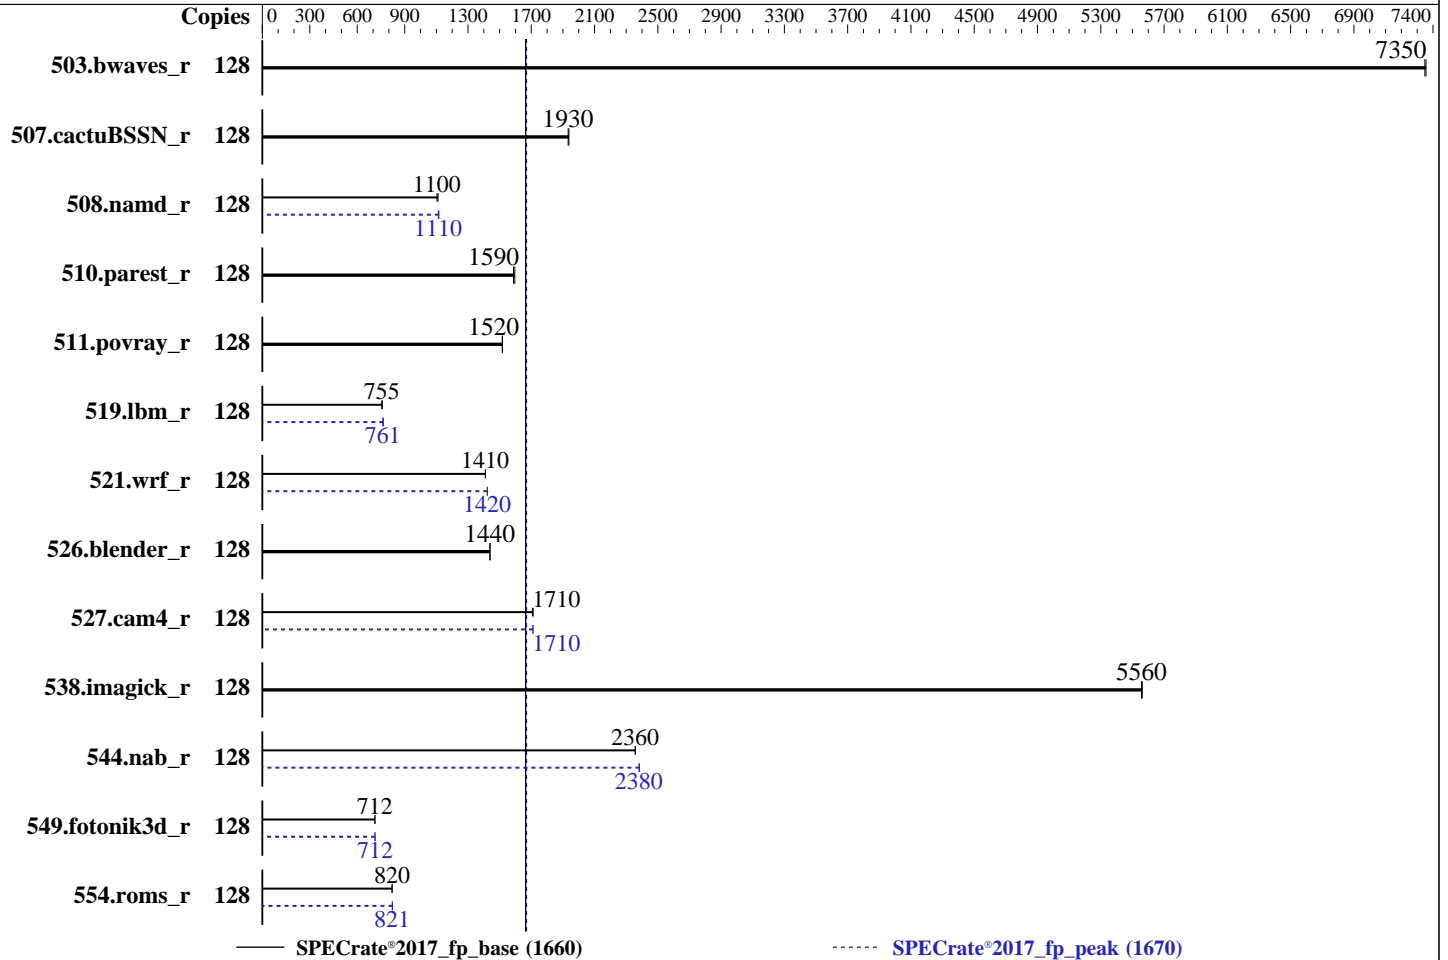 Copies 0 300 600 900 1300 1700 2100 2500 2900 3300 3700 4100 4500 4900 5300 5700 6100 6500 6900 7400
503.bwaves_r 128 7350
507.cactuBSSN_r 128 1930
508.namd_r 128 1100
1110
510.parest_r 128 1590
511.povray_r 128 1520
519.lbm_r 128 755
761
521.wrf_r 128 1410
1420
526.blender_r 128 1440
527.cam4_r 128 1710
1710
538.imagick_r 128 5560
544.nab_r 128 2360
2380
549.fotonik3d_r 128 712
712
554.roms_r 128 820
821
SPECrate®2017_fp_base (1660) SPECrate®2017_fp_peak (1670)